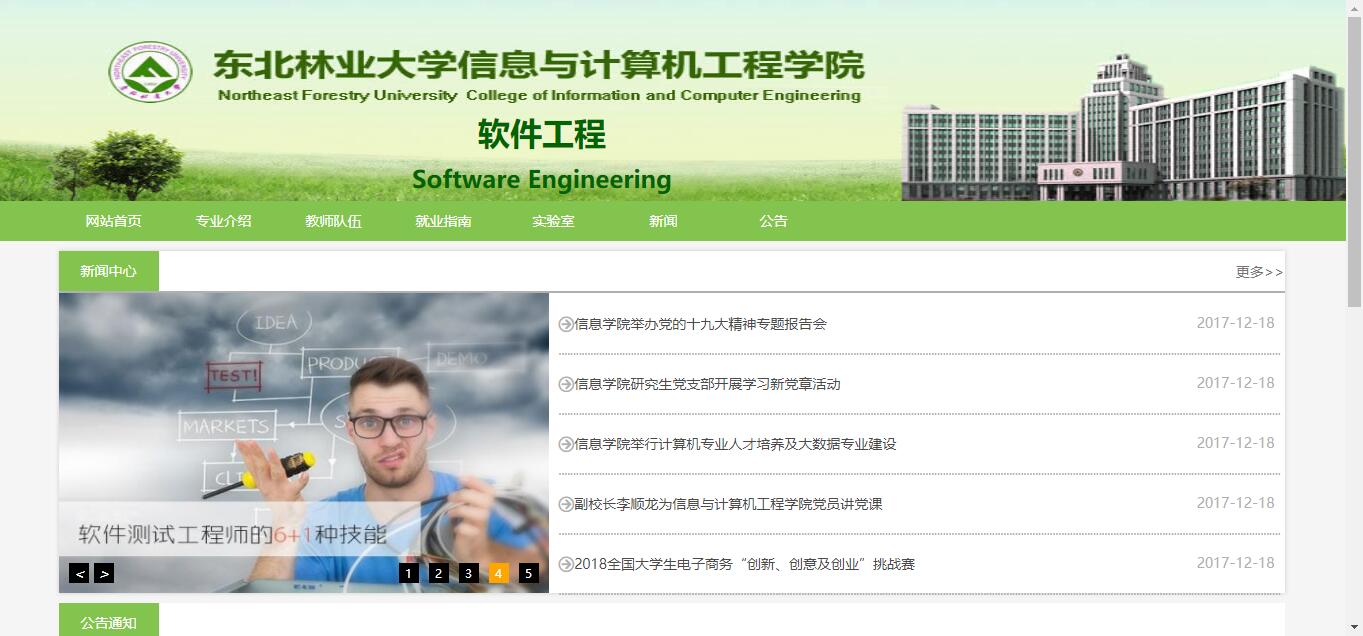 东北林业大学信息与计算机工程学院
Northeast Forestry University College of Information and Computer Engineering
软件工程
Software Engineering
网站首页 专业介绍 教师队伍 就业指南 实验室 新闻 公告
新闻中心 更多>>
IDEA
PRODU
DEMO
TEST!
MARKETS
S
CLI
软件测试工程师的6+1种技能
< > 1 2 3 4 5
信息学院举办党的十九大精神专题报告会 2017-12-18
信息学院研究生党支部开展学习新党章活动 2017-12-18
信息学院举行计算机专业人才培养及大数据专业建设 2017-12-18
副校长李顺龙为信息与计算机工程学院党员讲党课 2017-12-18
2018全国大学生电子商务“创新、创意及创业”挑战赛 2017-12-18
公告通知